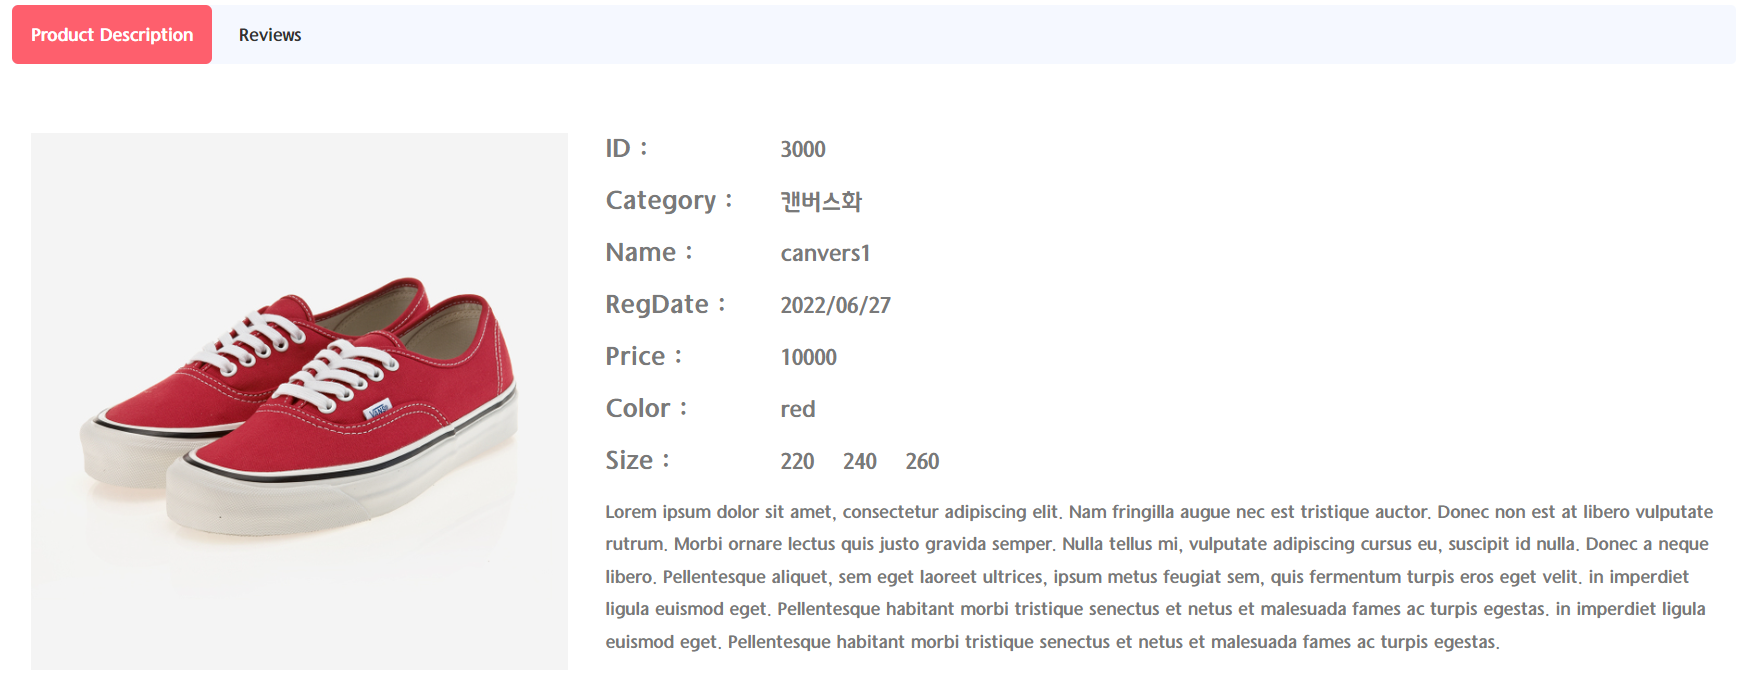 Product Description Reviews
ID : 3000
Category : 캔버스화
Name : canvers1
RegDate : 2022/06/27
Price : 10000
Color : red
Size : 220 240 260
Lorem ipsum dolor sit amet, consectetur adipiscing elit. Nam fringilla augue nec est tristique auctor. Donec non est at libero vulputate
rutrum. Morbi ornare lectus quis justo gravida semper. Nulla tellus mi, vulputate adipiscing cursus eu, suscipit id nulla. Donec a neque
libero. Pellentesque aliquet, sem eget laoreet ultrices, ipsum metus feugiat sem, quis fermentum turpis eros eget velit. in imperdiet
ligula euismod eget. Pellentesque habitant morbi tristique senectus et netus et malesuada fames ac turpis egestas. in imperdiet ligula
euismod eget. Pellentesque habitant morbi tristique senectus et netus et malesuada fames ac turpis egestas.